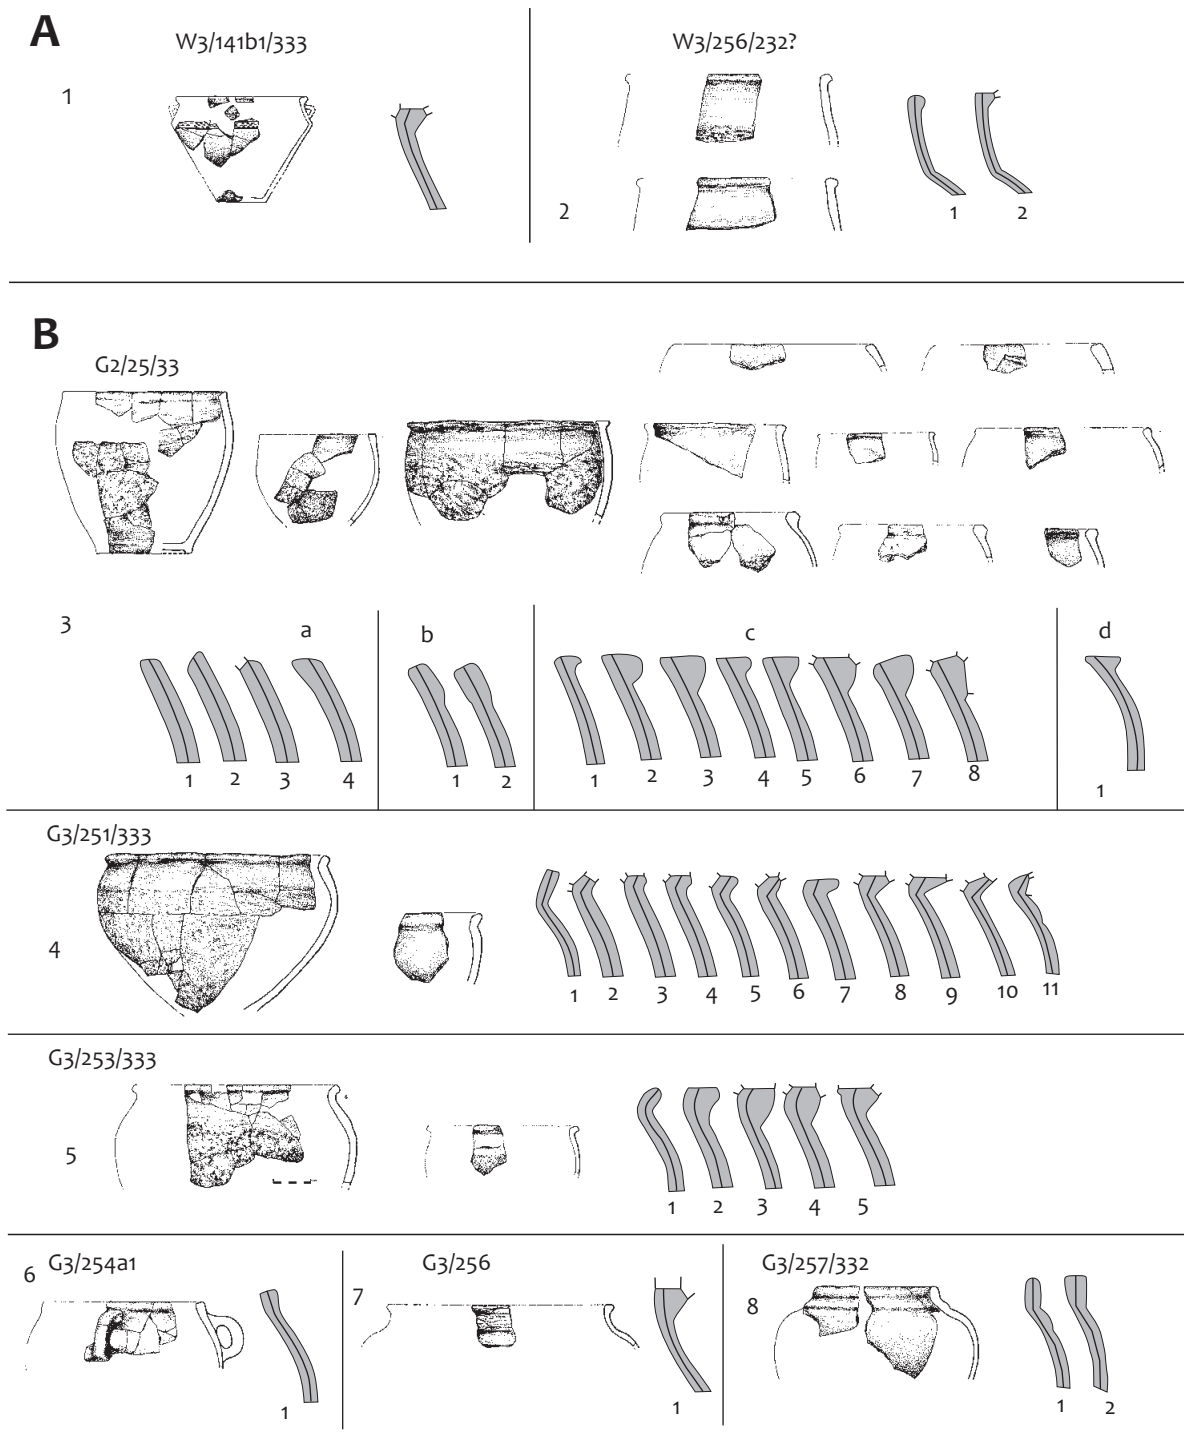 A
W3/141b1/333
W3/256/232?
1
2
1 2
B
G2/25/33
3
a b c d
1 2 3 4 1 2 1 2 3 4 5 6 7 8 1
G3/251/333
4
1 2 3 4 5 6 7 8 9 10 11
G3/253/333
5
1 2 3 4 5
6 G3/254a1
1
7 G3/256
1
G3/257/332
8
1 2